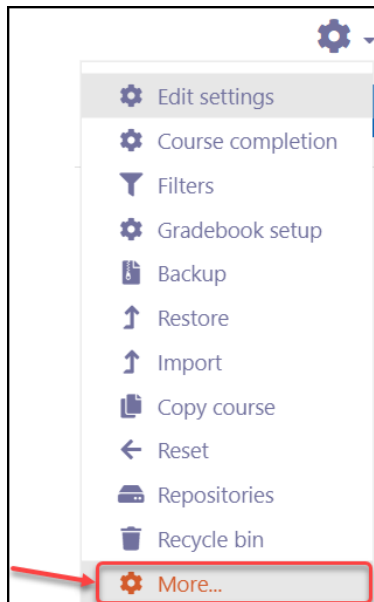 Edit settings
Course completion
Filters
Gradebook setup
Backup
Restore
Import
Copy course
Reset
Repositories
Recycle bin
More...